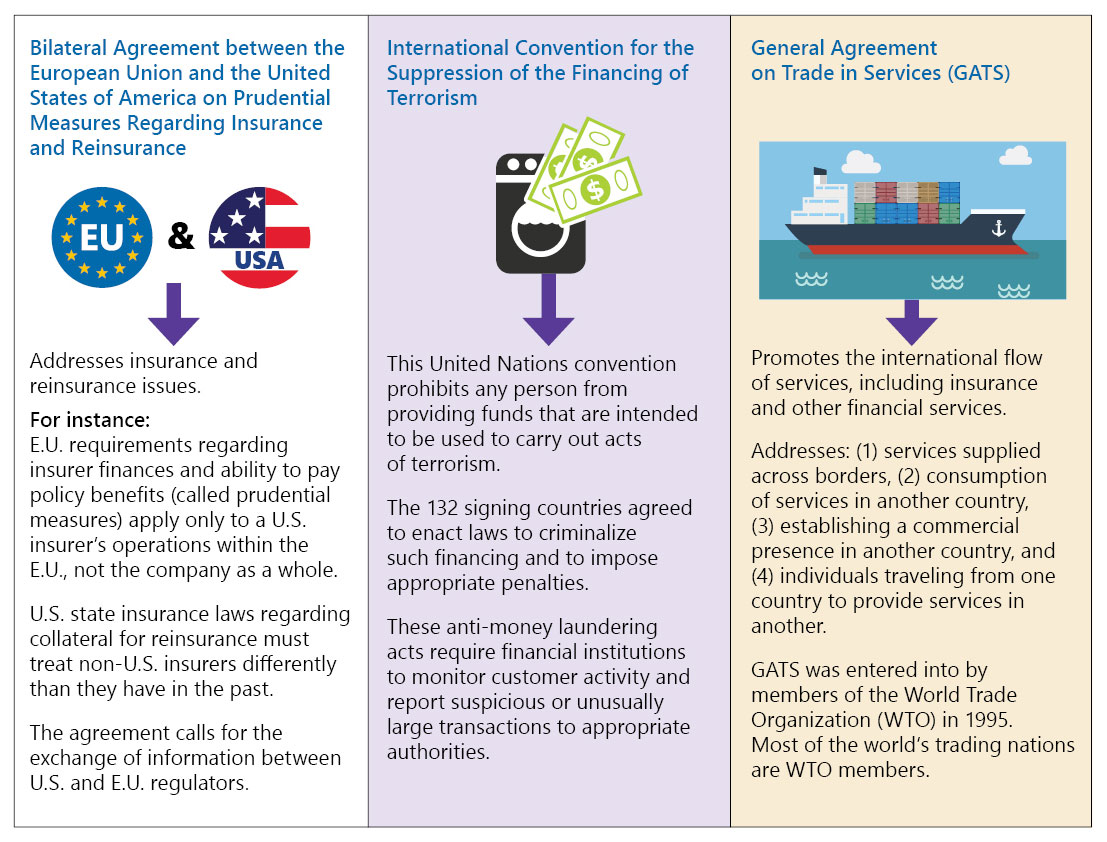 Bilateral Agreement between the
European Union and the United
States of America on Prudential
Measures Regarding Insurance
and Reinsurance
EU
&
USA
Addresses insurance and
reinsurance issues.
For instance:
E.U. requirements regarding
insurer finances and ability to pay
policy benefits (called prudential
measures) apply only to a U.S.
insurer's operations within the
E.U., not the company as a whole.
U.S. state insurance laws regarding
collateral for reinsurance must
treat non-U.S. insurers differently
than they have in the past.
The agreement calls for the
exchange of information between
U.S. and E.U. regulators.
International Convention for the
Suppression of the Financing of
Terrorism
$
$
This United Nations convention
prohibits any person from
providing funds that are intended
to be used to carry out acts
of terrorism.
The 132 signing countries agreed
to enact laws to criminalize
such financing and to impose
appropriate penalties.
These anti-money laundering
acts require financial institutions
to monitor customer activity and
report suspicious or unusually
large transactions to appropriate
authorities.
General Agreement
on Trade in Services (GATS)
Promotes the international flow
of services, including insurance
and other financial services.
Addresses: (1) services supplied
across borders, (2) consumption
of services in another country,
(3) establishing a commercial
presence in another country, and
(4) individuals traveling from one
country to provide services in
another.
GATS was entered into by
members of the World Trade
Organization (WTO) in 1995.
Most of the world's trading nations
are WTO members.